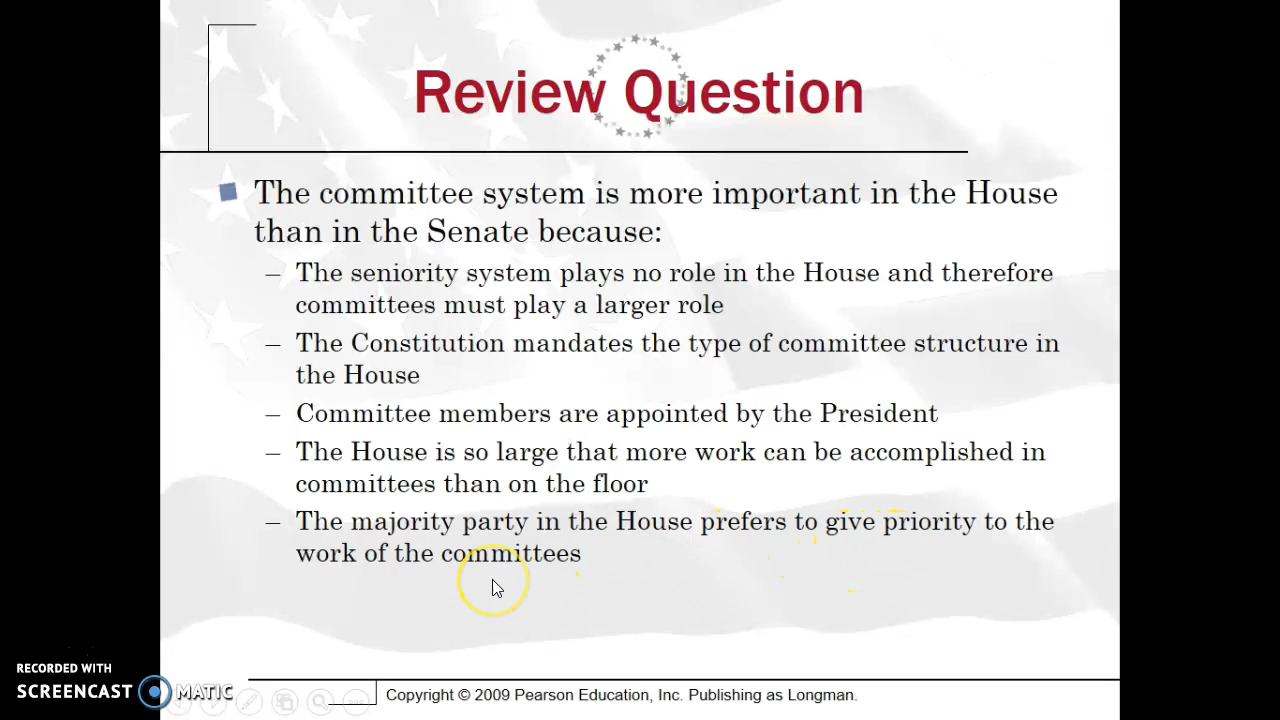 Review Question
The committee system is more important in the House
than in the Senate because:
– The seniority system plays no role in the House and therefore
committees must play a larger role
– The Constitution mandates the type of committee structure in
the House
– Committee members are appointed by the President
– The House is so large that more work can be accomplished in
committees than on the floor
– The majority party in the House prefers to give priority to the
work of the committees
RECORDED WITH
SCREENCAST MATIC
Copyright © 2009 Pearson Education, Inc. Publishing as Longman.